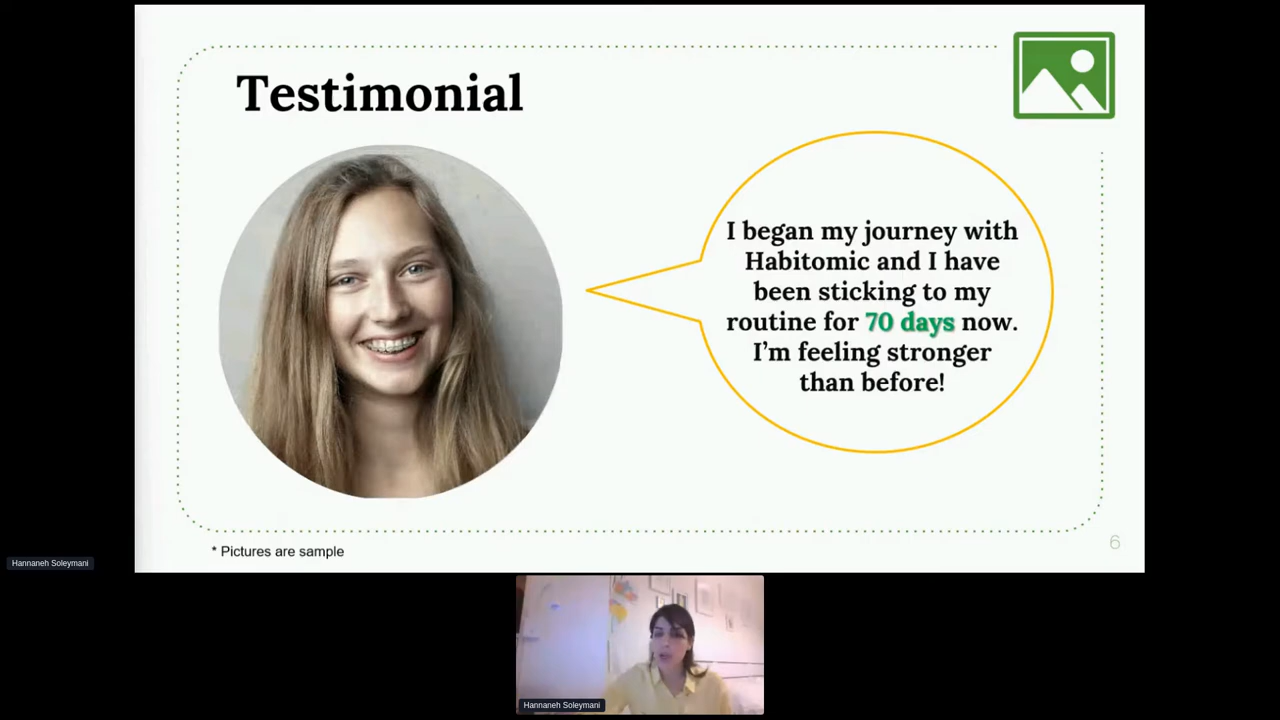 Testimonial
I began my journey with
Habitomic and I have
been sticking to my
routine for 70 days now.
I’m feeling stronger
than before!
* Pictures are sample
6
Hannaneh Soleymani
Hannaneh Soleymani